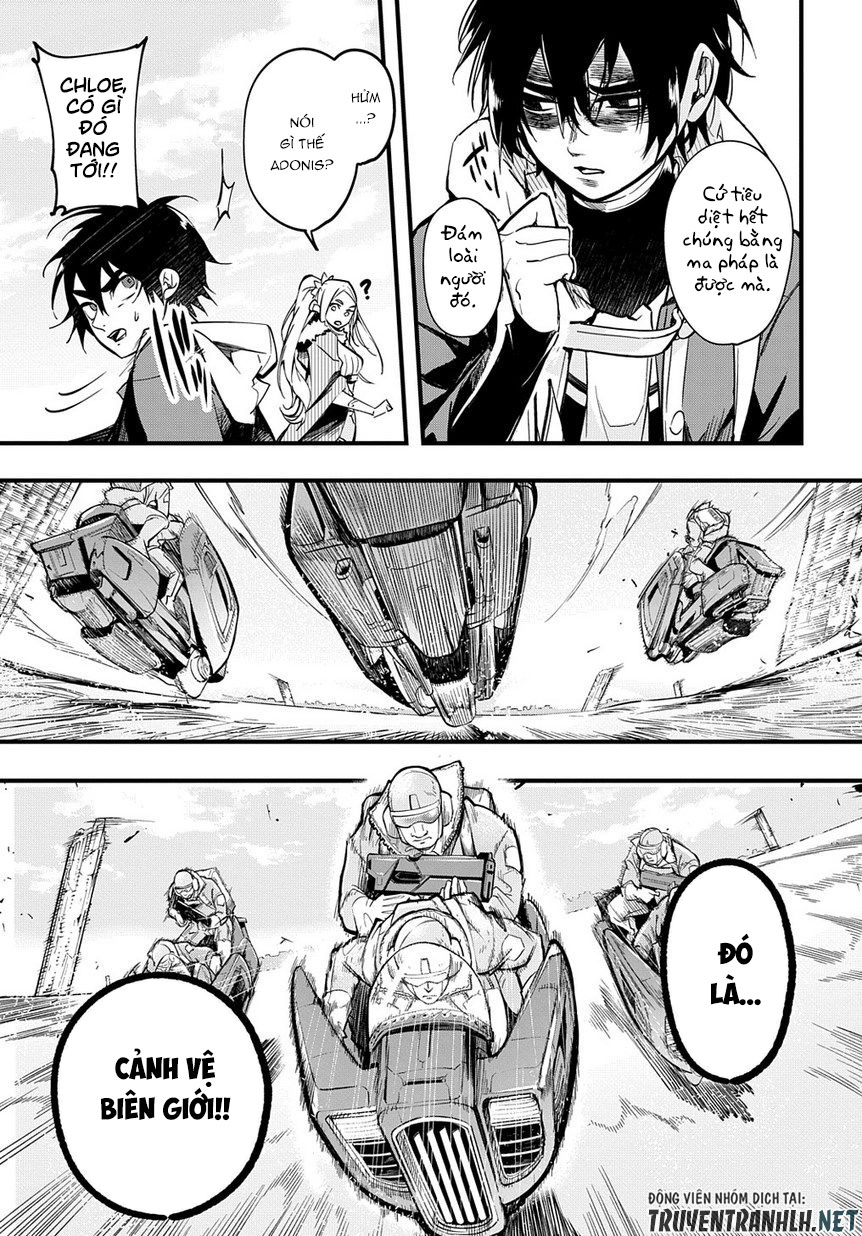 Cứ tiêu
diệt hết
chúng bằng
ma pháp là
được mà.
Đám
loài
người
đó.
HỬM
...?
NÓI
GÌ THẾ
ADONIS?
?
CHLOE,
CÓ GÌ
ĐÓ
ĐANG
TỚI!!
ĐÓ
LÀ...
CẢNH VỆ
BIÊN GIỚI!!
ĐỘNG VIÊN NHÓM DỊCH TẠI:
TRUYENTRANHLH.NET